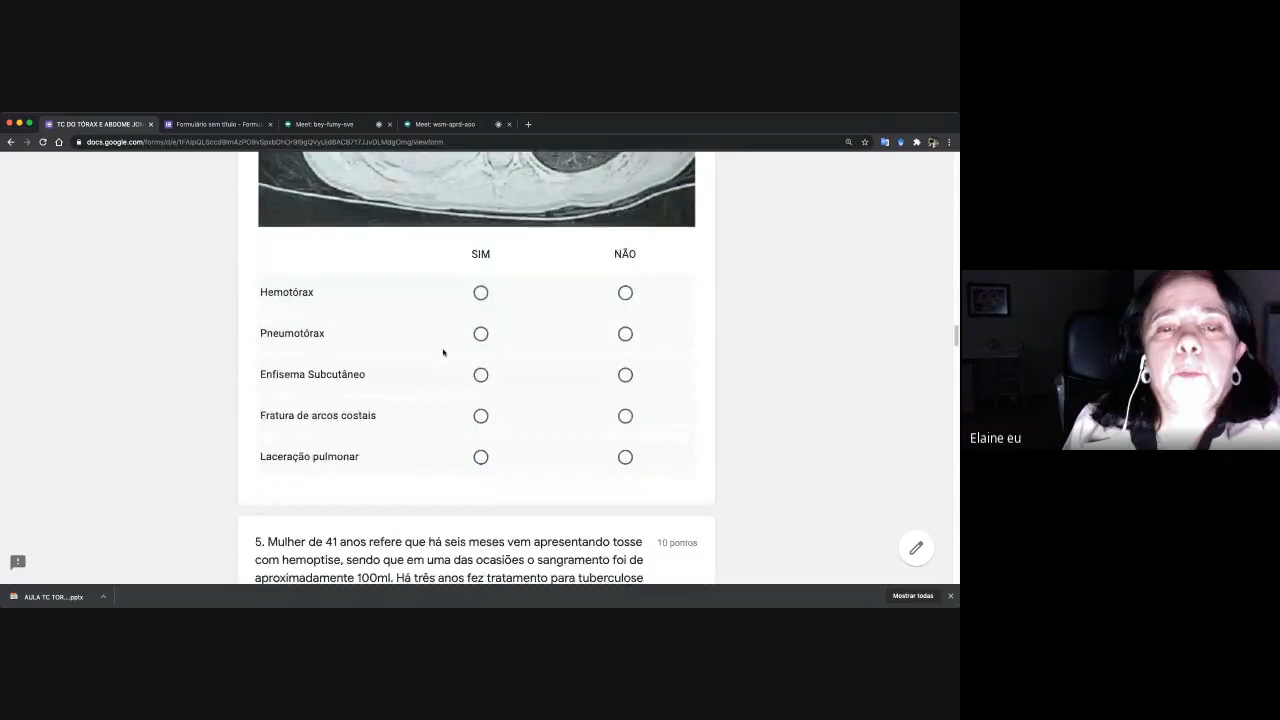 TC DO TÓRAX E ABDOME JO
Formulário sem título - Formu
Meet: bey-fumy-sve
Meet: wsm-aprd-aoo
SIM NÃO
Hemotórax
Pneumotórax
Enfisema Subcutâneo
Fratura de arcos costais
Laceração pulmonar
5. Mulher de 41 anos refere que há seis meses vem apresentando tosse 10 pontos
com hemoptise, sendo que em uma das ocasiões o sangramento foi de
aproximadamente 100ml. Há três anos fez tratamento para tuberculose
AULA TC TOR....pptx
Mostrar todas
Elaine eu